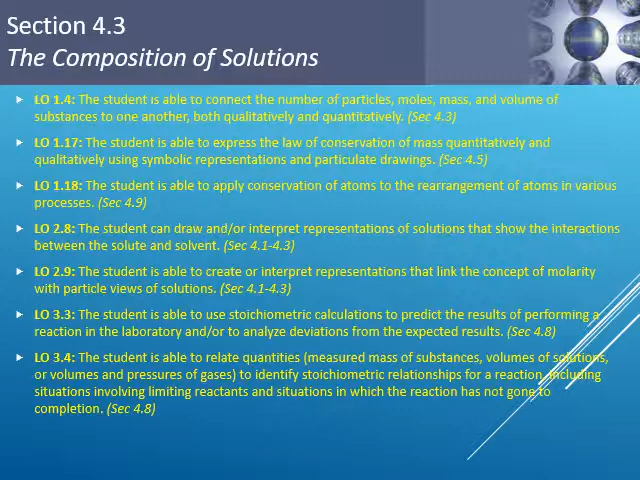 Section 4.3
The Composition of Solutions
LO 1.4: The student is able to connect the number of particles, moles, mass, and volume of
substances to one another, both qualitatively and quantitatively. (Sec 4.3)
LO 1.17: The student is able to express the law of conservation of mass quantitatively and
qualitatively using symbolic representations and particulate drawings. (Sec 4.5)
LO 1.18: The student is able to apply conservation of atoms to the rearrangement of atoms in various
processes. (Sec 4.9)
LO 2.8: The student can draw and/or interpret representations of solutions that show the interactions
between the solute and solvent. (Sec 4.1-4.3)
LO 2.9: The student is able to create or interpret representations that link the concept of molarity
with particle views of solutions. (Sec 4.1-4.3)
LO 3.3: The student is able to use stoichiometric calculations to predict the results of performing a
reaction in the laboratory and/or to analyze deviations from the expected results. (Sec 4.8)
LO 3.4: The student is able to relate quantities (measured mass of substances, volumes of solutions,
or volumes and pressures of gases) to identify stoichiometric relationships for a reaction, including
situations involving limiting reactants and situations in which the reaction has not gone to
completion. (Sec 4.8)